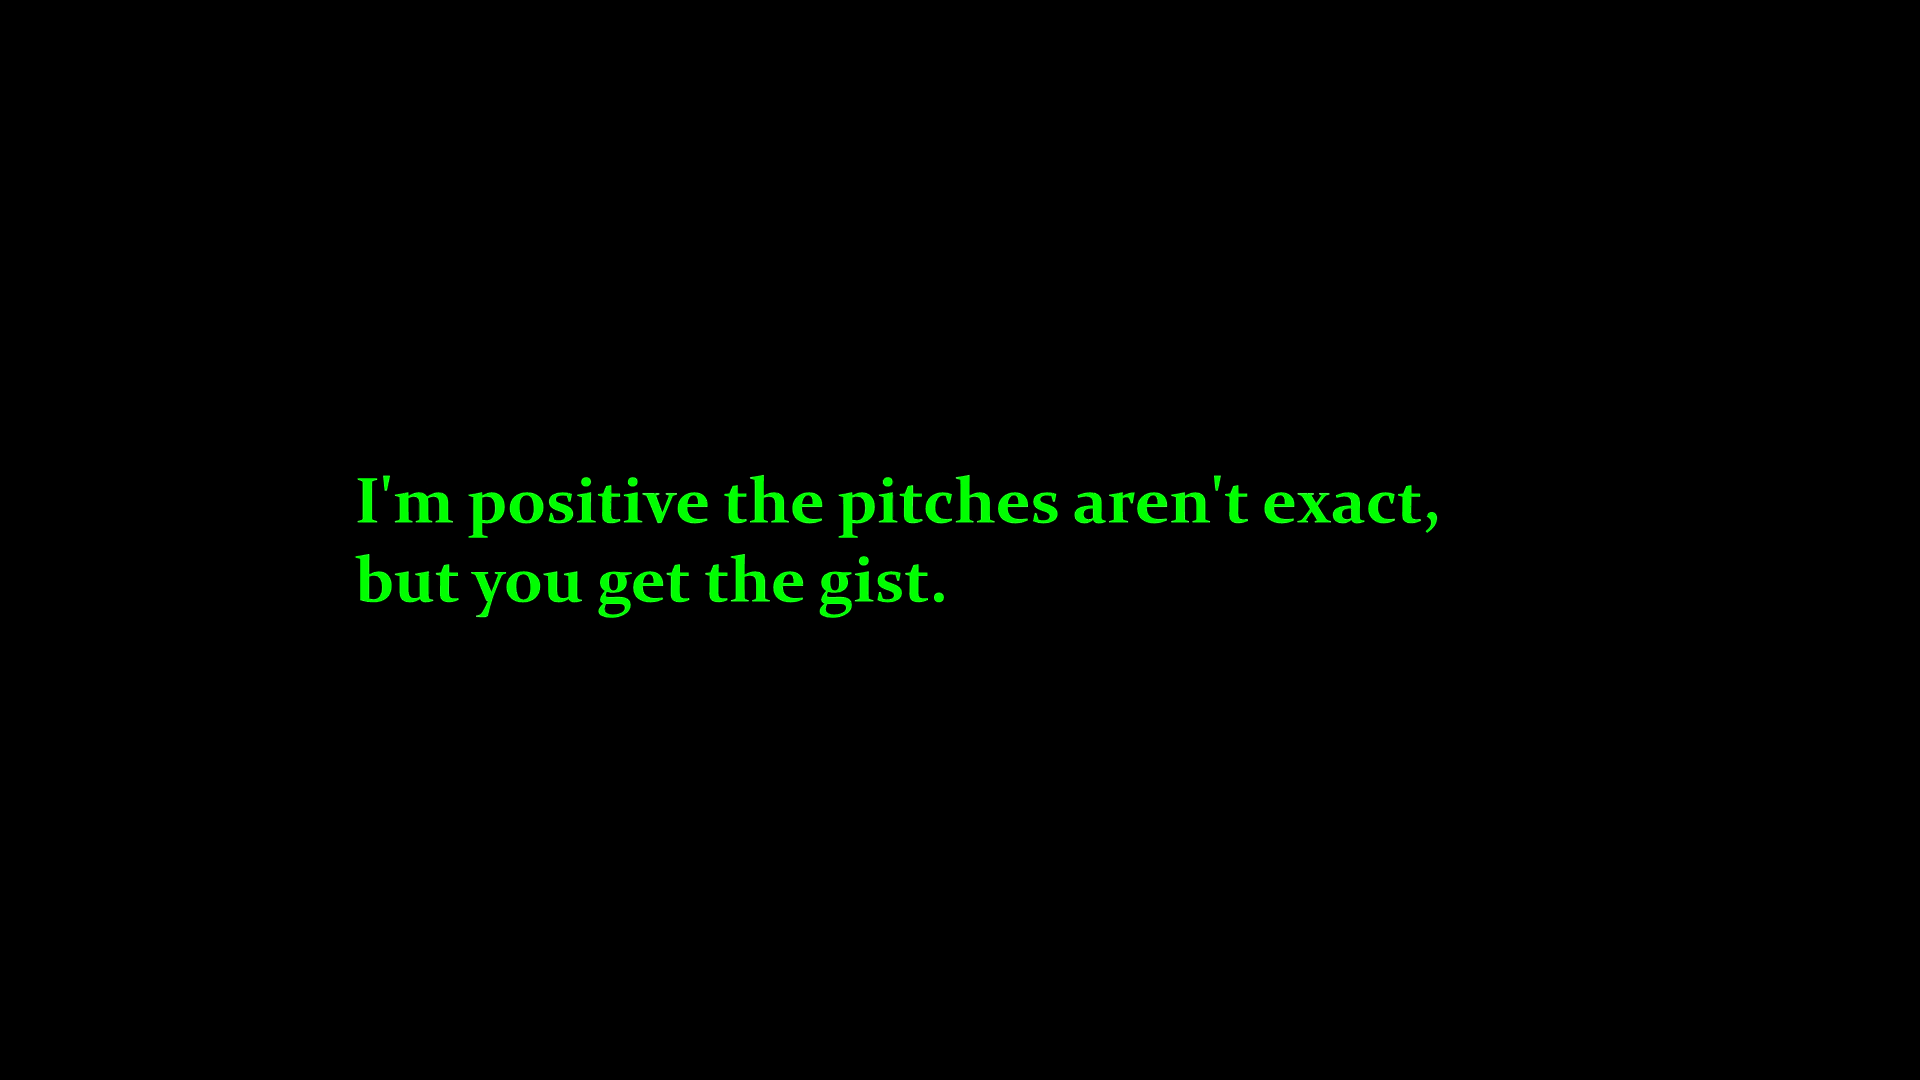 I'm positive the pitches aren't exact,
but you get the gist.